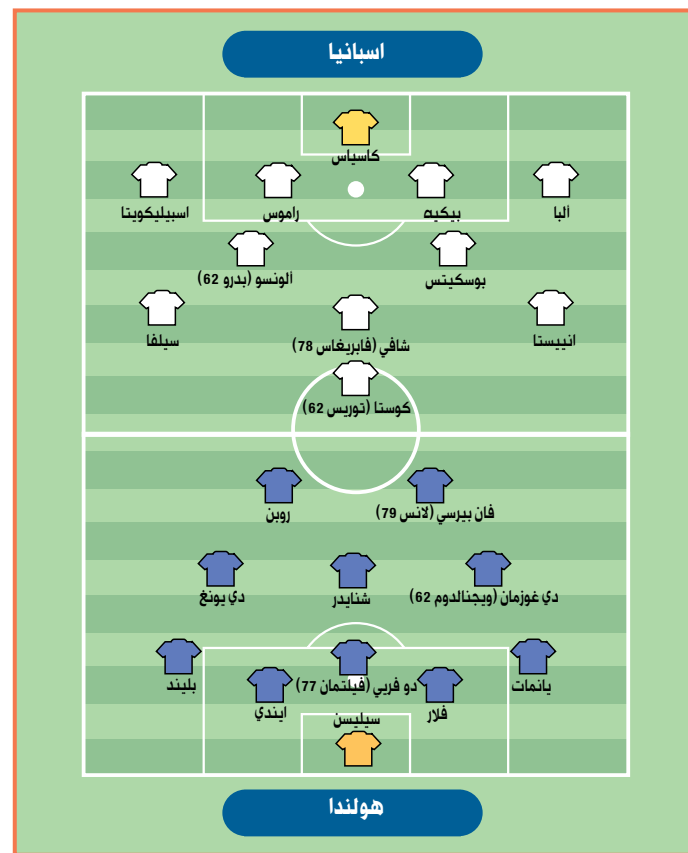 اسبانيا
كاسياس
ألبا
بيكيه
راموس
اسبيليكويتا
بوسكيتس
ألونسو (بدرو 62)
انييستا
شافي (فابريغاس 78)
سيلفا
كوستا (توريس 62)
فان بيرسي (لانس 79)
روبن
دي غوزمان (ويجنالدوم 62)
شنايدر
دي يونغ
يانمات
دو فريي (فيلتمان 77)
بليند
فلار
ايندي
سيليسن
هولندا